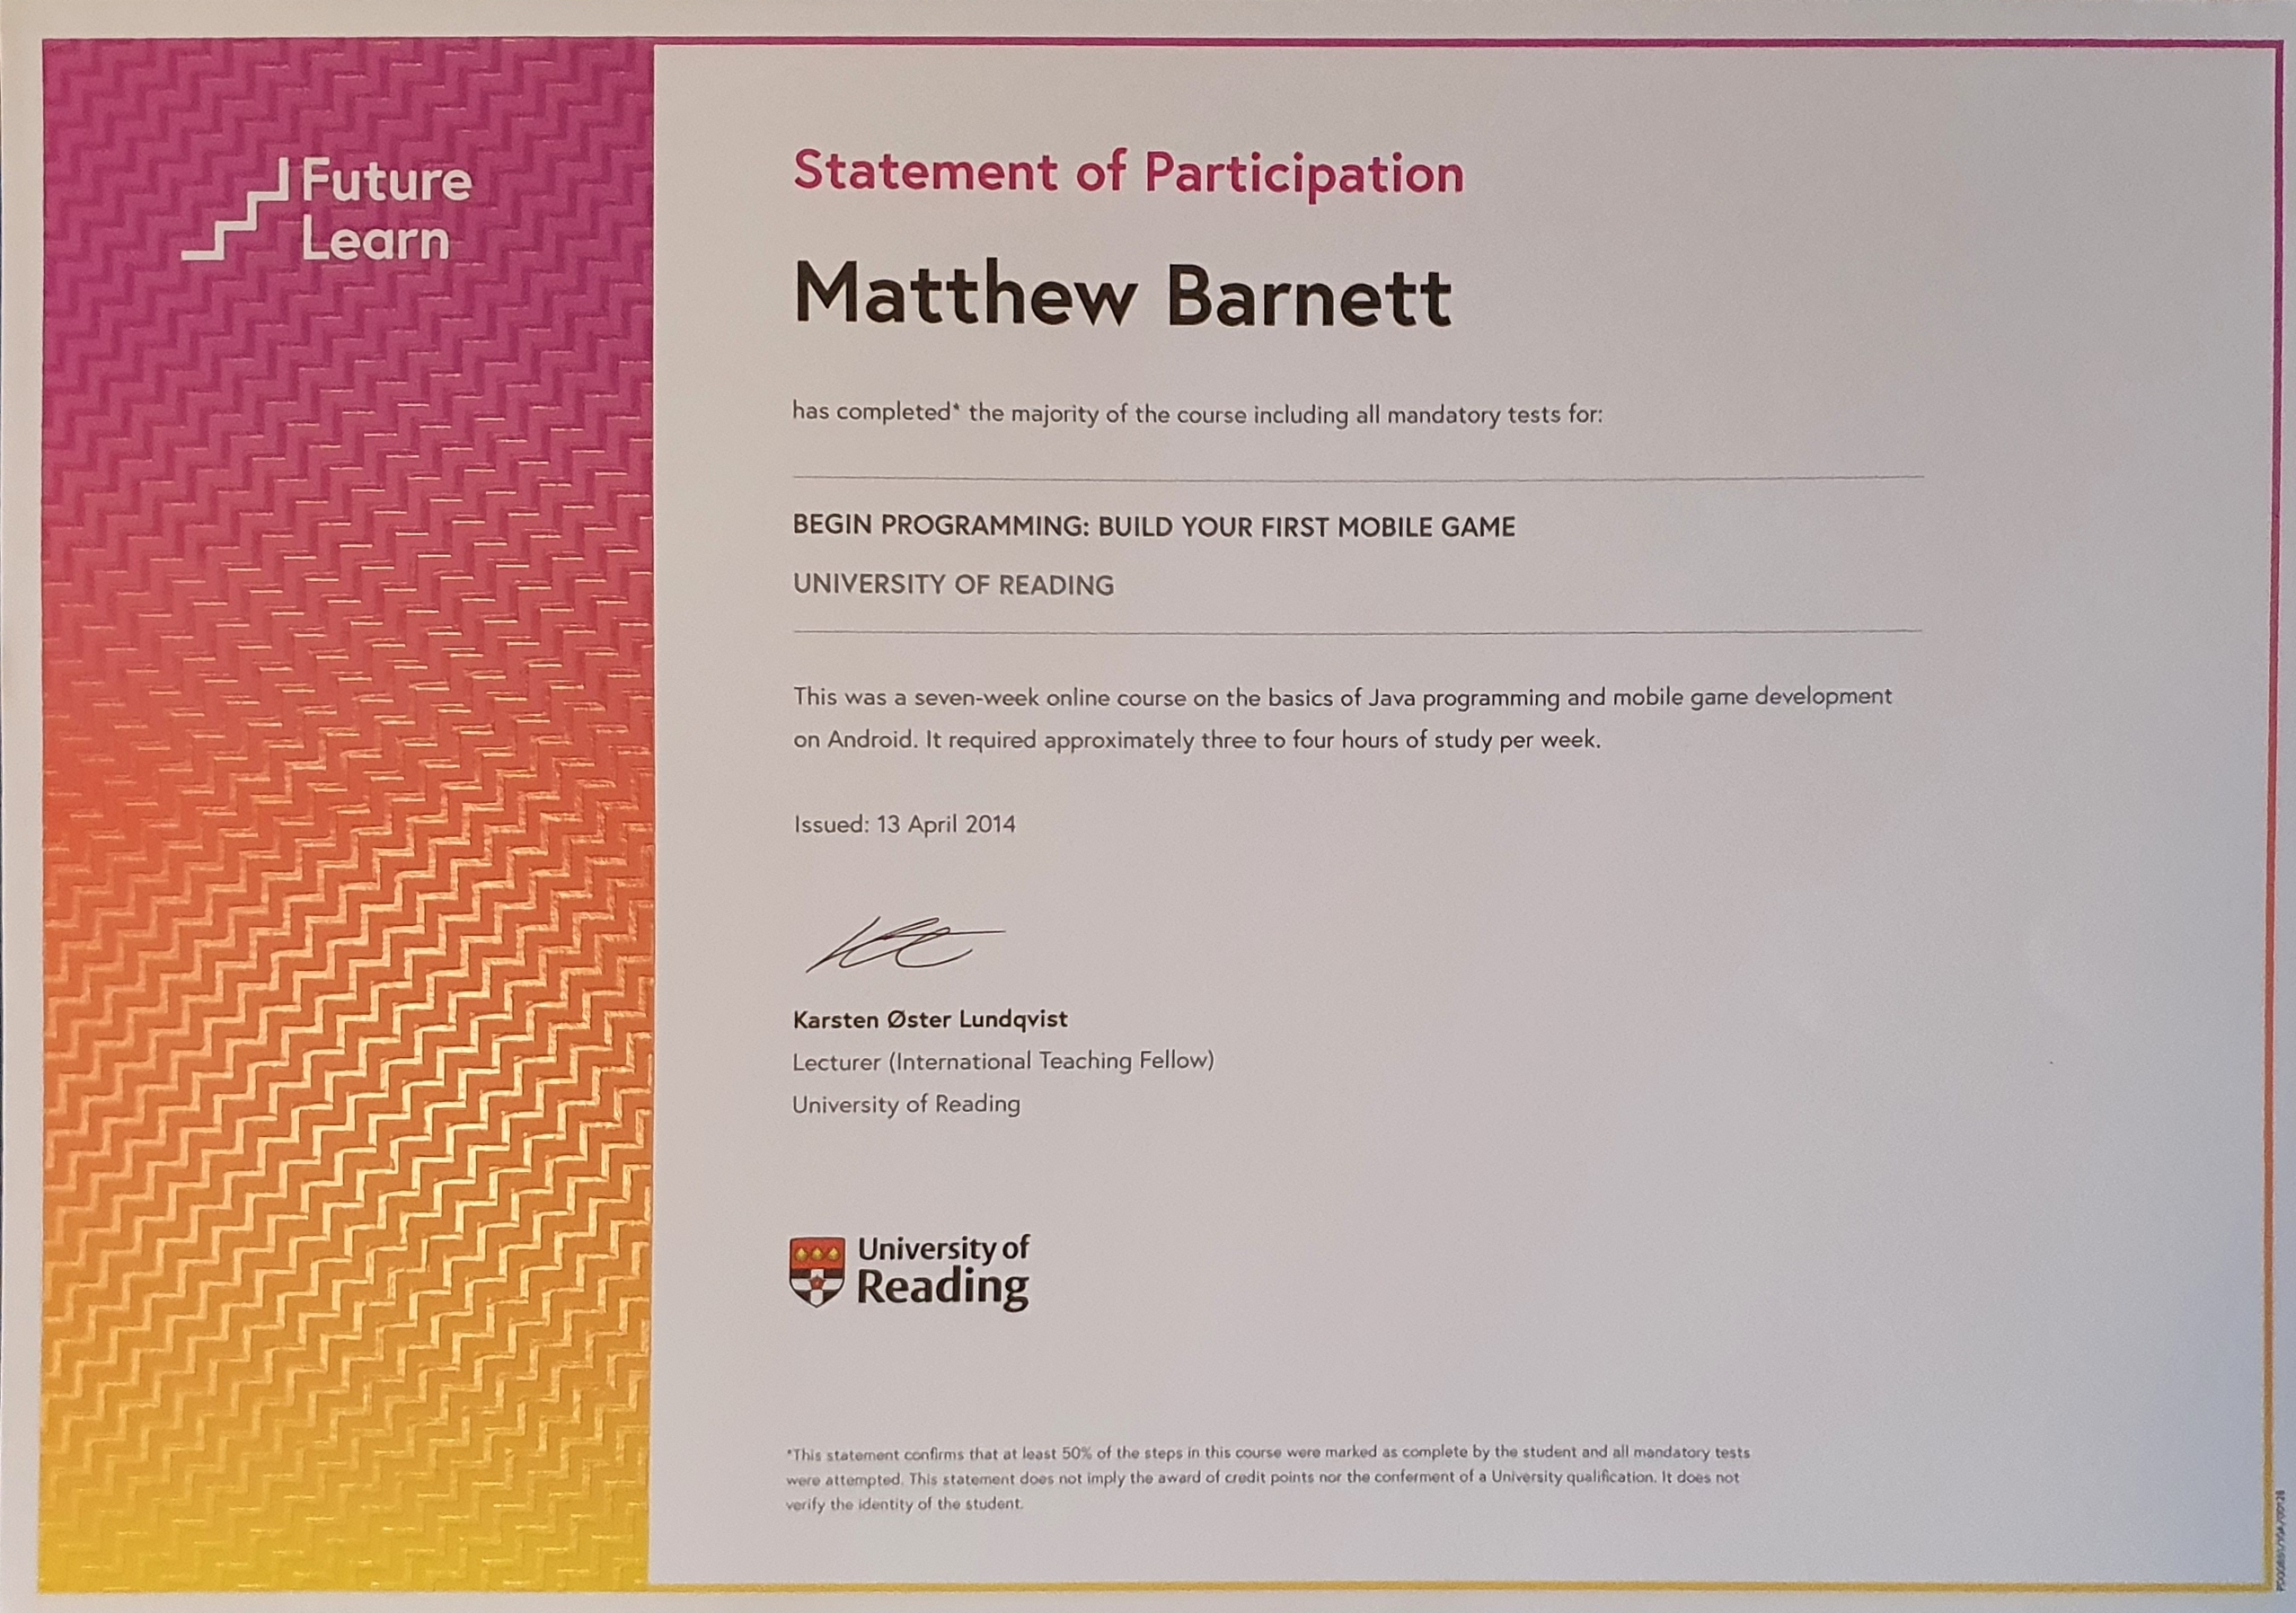 Future
Learn
Statement of Participation
Matthew Barnett
has completed* the majority of the course including all mandatory tests for:
BEGIN PROGRAMMING: BUILD YOUR FIRST MOBILE GAME
UNIVERSITY OF READING
This was a seven-week online course on the basics of Java programming and mobile game development
on Android. It required approximately three to four hours of study per week.
Issued: 13 April 2014
Karsten Øster Lundqvist
Lecturer (International Teaching Fellow)
University of Reading
University of
Reading
*This statement confirms that at least 50% of the steps in this course were marked as complete by the student and all mandatory tests
were attempted. This statement does not imply the award of credit points nor the conferment of a University qualification. It does not
verify the identity of the student.